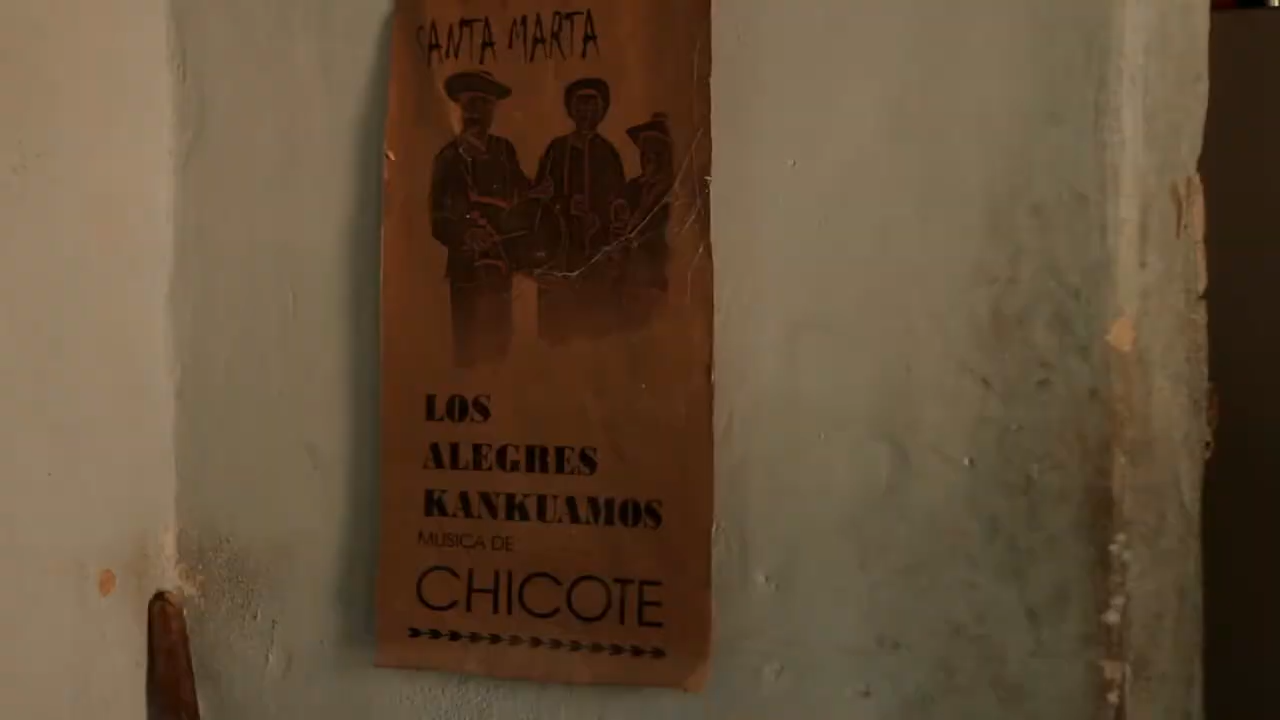 SANTA MARTA
LOS
ALEGRES
KANKUAMOS
MUSICA DE
CHICOTE